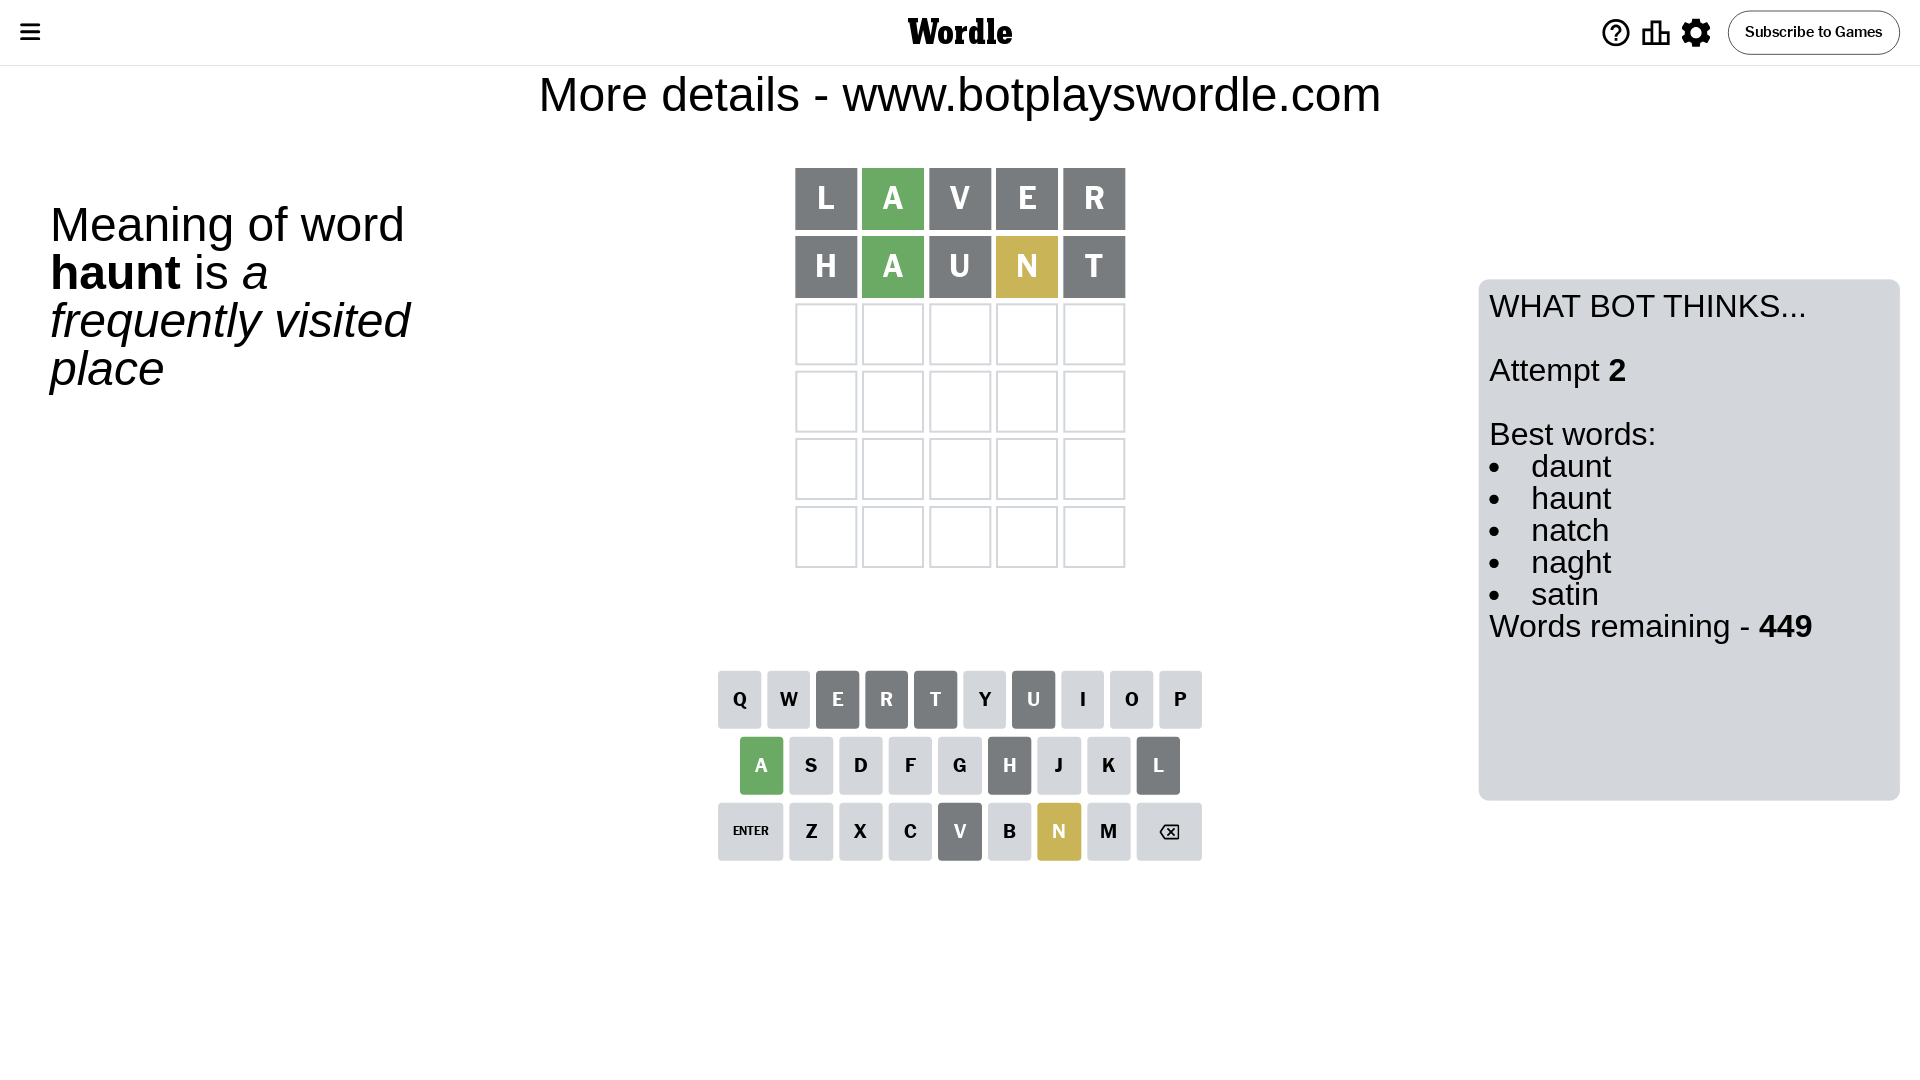 Wordle
Subscribe to Games
More details - www.botplayswordle.com
Meaning of word
haunt is a
frequently visited
place
L A V E R
H A U N T
WHAT BOT THINKS...
Attempt 2
Best words:
• daunt
• haunt
• natch
• naght
• satin
Words remaining - 449
Q W E R T Y U I O P
A S D F G H J K L
ENTER Z X C V B N M